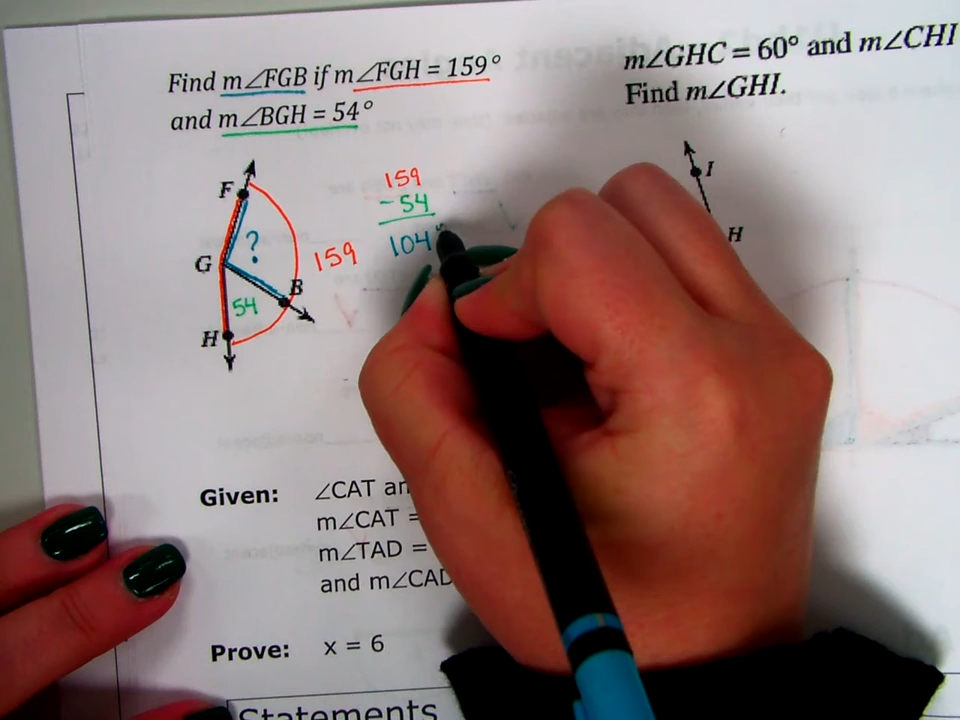 Find m∠FGB if m∠FGH = 159°
and m∠BGH = 54°
m∠GHC = 60° and m∠CHI
Find m∠GHI.
F
G
?
B
54
H
159
159
- 54
104
I
H
Given: ∠CAT an
m∠CAT =
m∠TAD =
and m∠CAD
Prove: x = 6
Statements